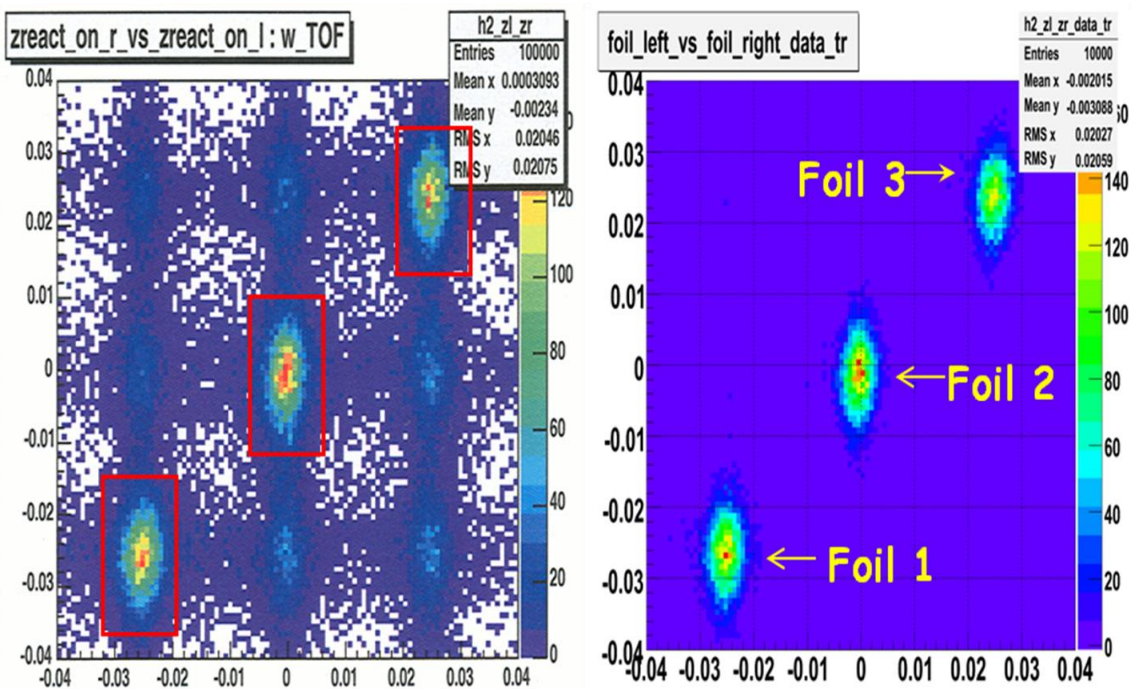 zreact_on_r_vs_zreact_on_l : w_TOF
h2_zl_zr
Entries 100000
Mean x 0.0003093
Mean y -0.00234
RMS x 0.02046
RMS y 0.02075
0.04
0.03
0.02
0.01
0
-0.01
-0.02
-0.03
-0.04
-0.04 -0.03 -0.02 -0.01 0 0.01 0.02 0.03 0.04
120
100
80
60
40
20
0
foil_left_vs_foil_right_data_tr
h2_zl_zr_data_tr
Entries 10000
Mean x -0.002015
Mean y -0.003088
RMS x 0.02027
RMS y 0.02059
0.04
0.03
0.02
0.01
0
-0.01
-0.02
-0.03
-0.04
-0.03 -0.02 -0.01 0 0.01 0.02 0.03 0.04
140
120
100
80
60
40
20
0
Foil 3
Foil 2
Foil 1